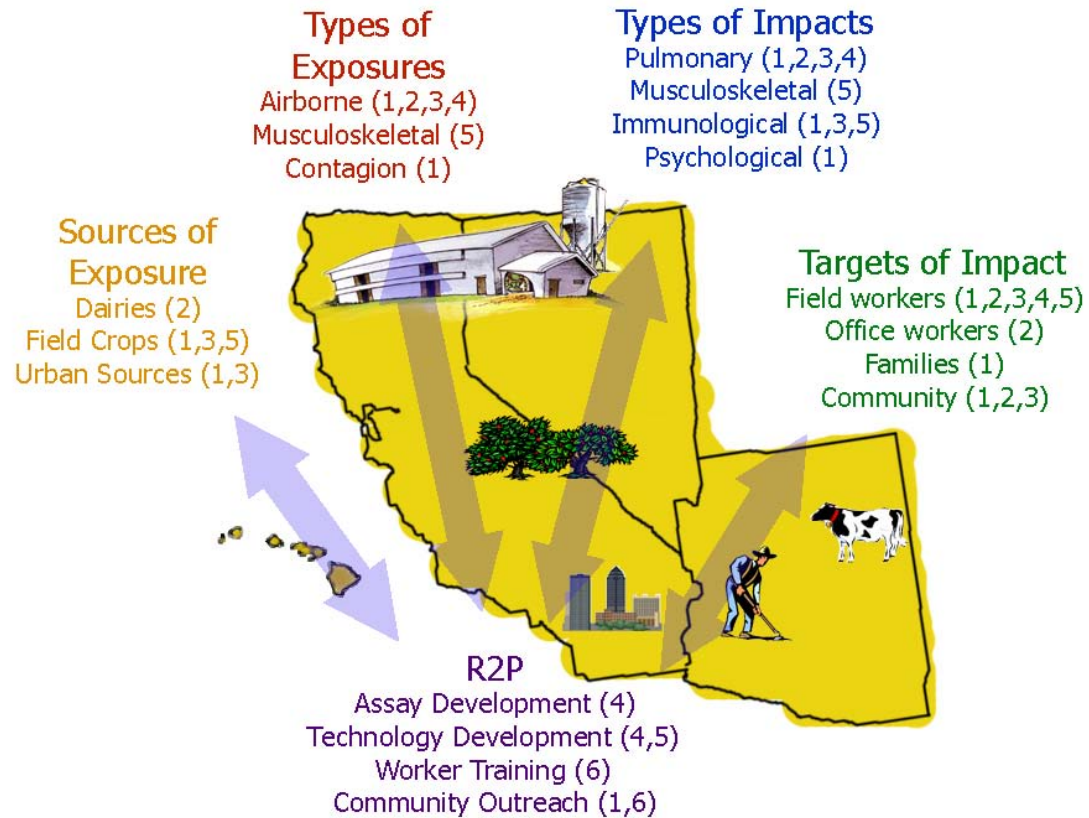 Types of
Exposures
Airborne (1,2,3,4)
Musculoskeletal (5)
Contagion (1)
Types of Impacts
Pulmonary (1,2,3,4)
Musculoskeletal (5)
Immunological (1,3,5)
Psychological (1)
Sources of
Exposure
Dairies (2)
Field Crops (1,3,5)
Urban Sources (1,3)
Targets of Impact
Field workers (1,2,3,4,5)
Office workers (2)
Families (1)
Community (1,2,3)
R2P
Assay Development (4)
Technology Development (4,5)
Worker Training (6)
Community Outreach (1,6)